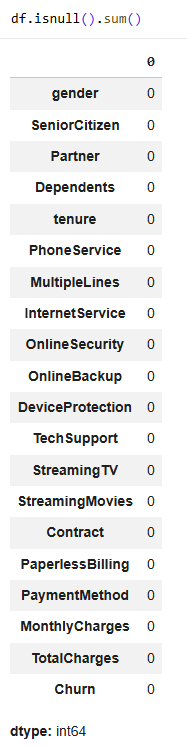 df.isnull().sum()
0
gender 0
SeniorCitizen 0
Partner 0
Dependents 0
tenure 0
PhoneService 0
MultipleLines 0
InternetService 0
OnlineSecurity 0
OnlineBackup 0
DeviceProtection 0
TechSupport 0
StreamingTV 0
StreamingMovies 0
Contract 0
PaperlessBilling 0
PaymentMethod 0
MonthlyCharges 0
TotalCharges 0
Churn 0
dtype: int64